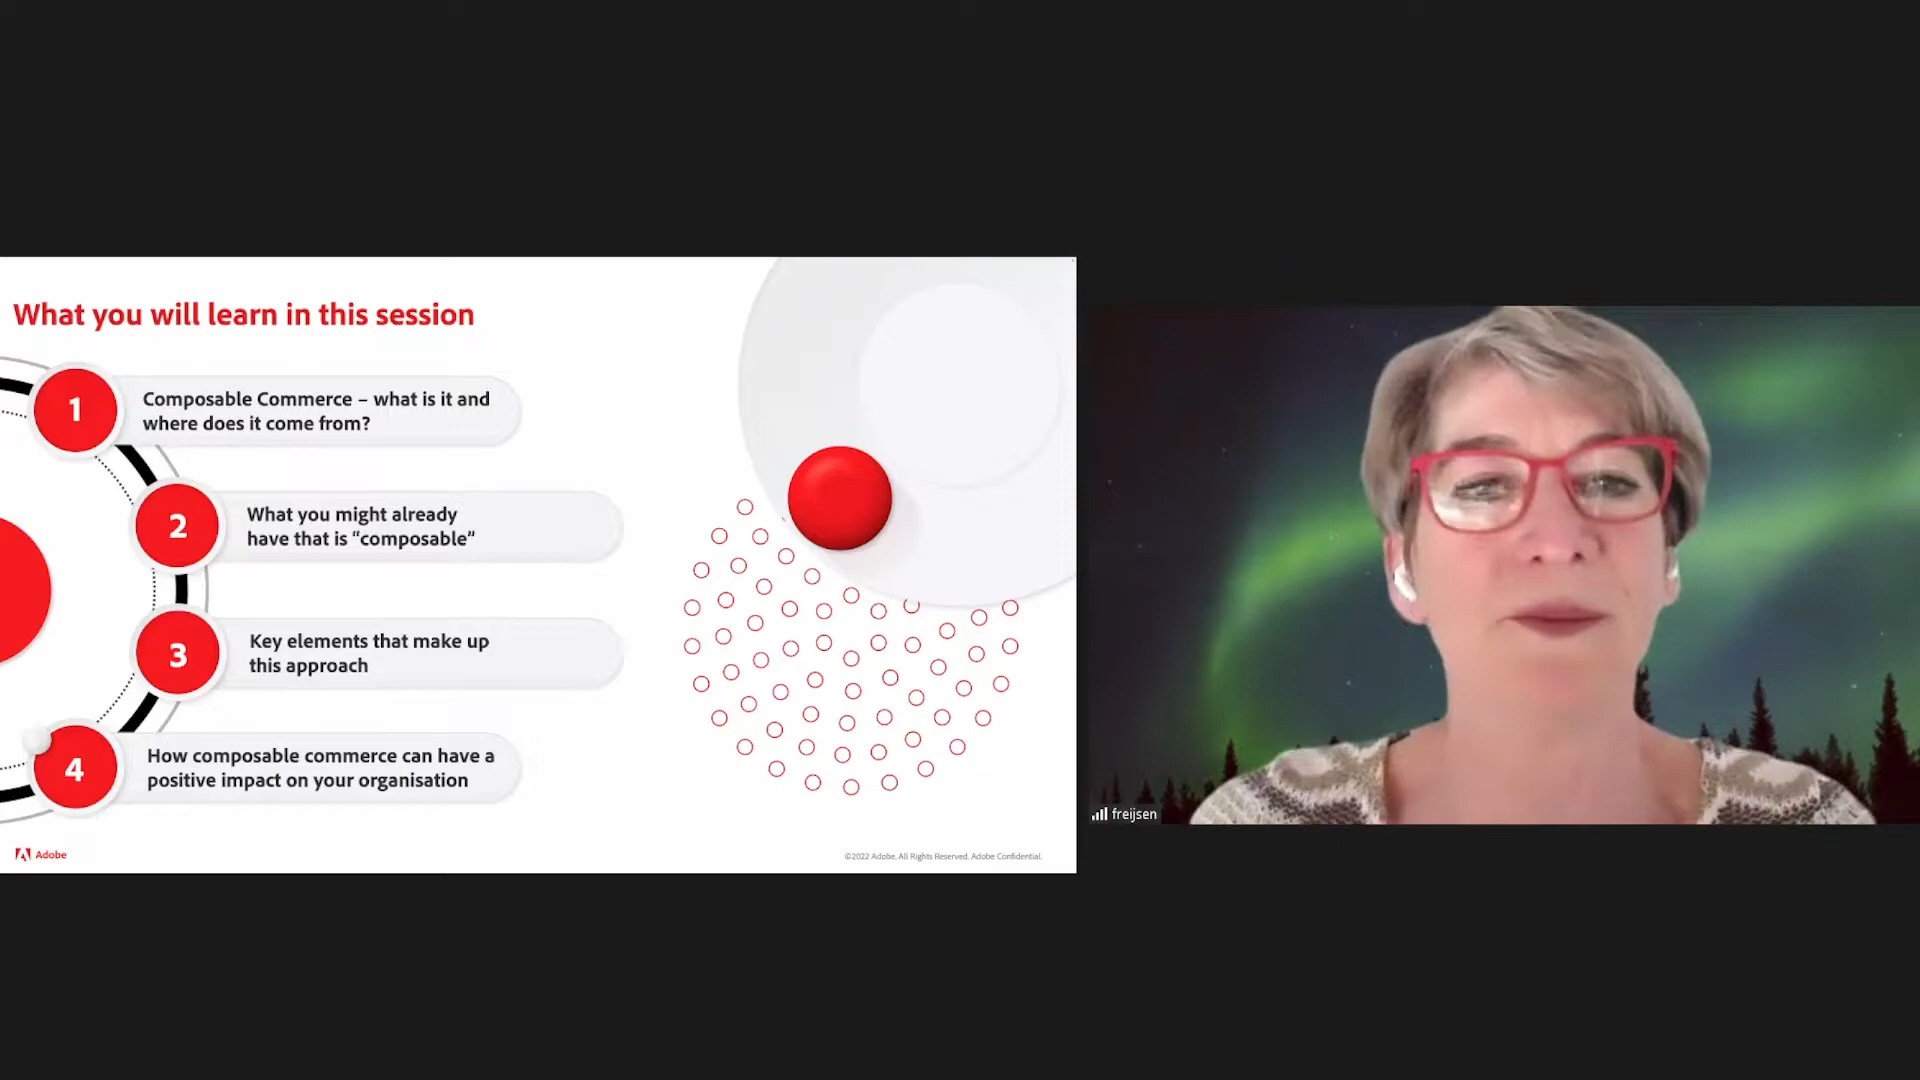 What you will learn in this session
1
Composable Commerce – what is it and
where does it come from?
2
What you might already
have that is “composable”
3
Key elements that make up
this approach
4
How composable commerce can have a
positive impact on your organisation
Adobe
©2022 Adobe. All Rights Reserved. Adobe Confidential.
freijsen